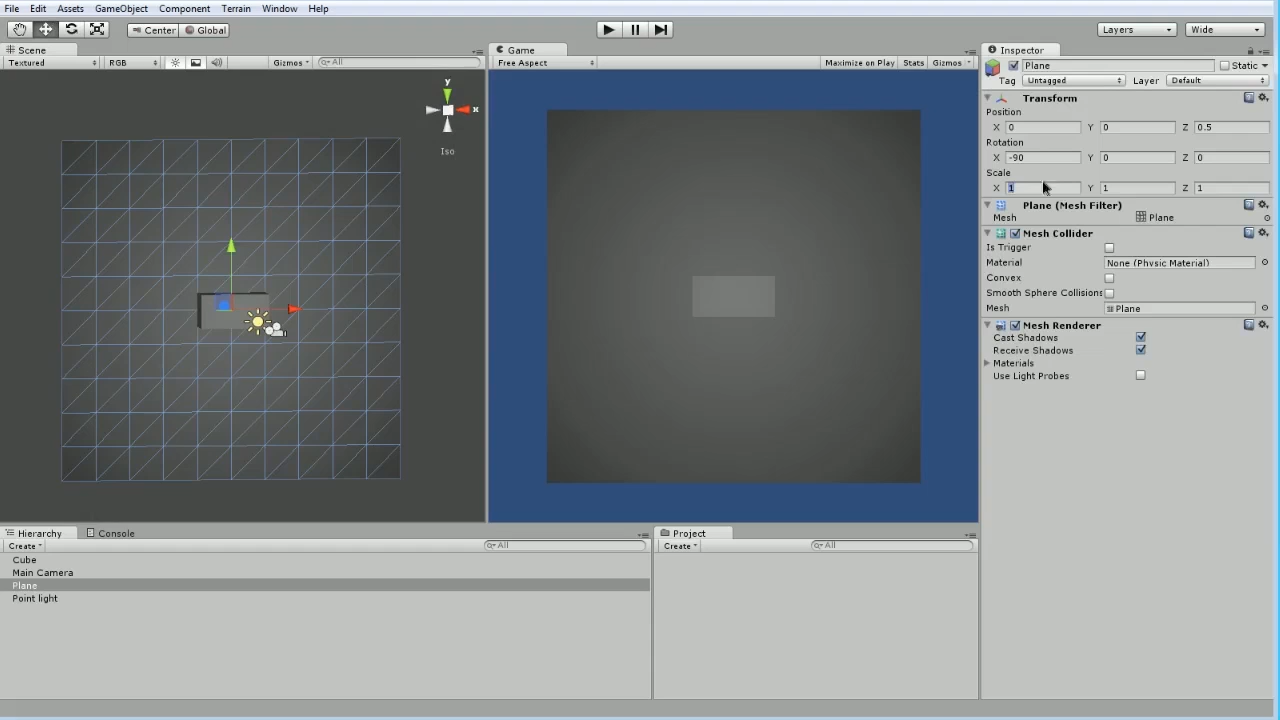 File Edit Assets GameObject Component Terrain Window Help
Center Global Layers Wide
Scene
Textured RGB Gizmos All
y
x
Iso
Game
Free Aspect Maximize on Play Stats Gizmos
Inspector
Plane Static
Tag Untagged Layer Default
Transform
Position
X 0 Y 0 Z 0.5
Rotation
X -90 Y 0 Z 0
Scale
X 1 Y 1 Z 1
Plane (Mesh Filter)
Mesh Plane
Mesh Collider
Is Trigger
Material None (Physic Material)
Convex
Smooth Sphere Collisions
Mesh Plane
Mesh Renderer
Cast Shadows
Receive Shadows
Materials
Use Light Probes
Hierarchy Console
Create All
Cube
Main Camera
Plane
Point light
Project
Create All